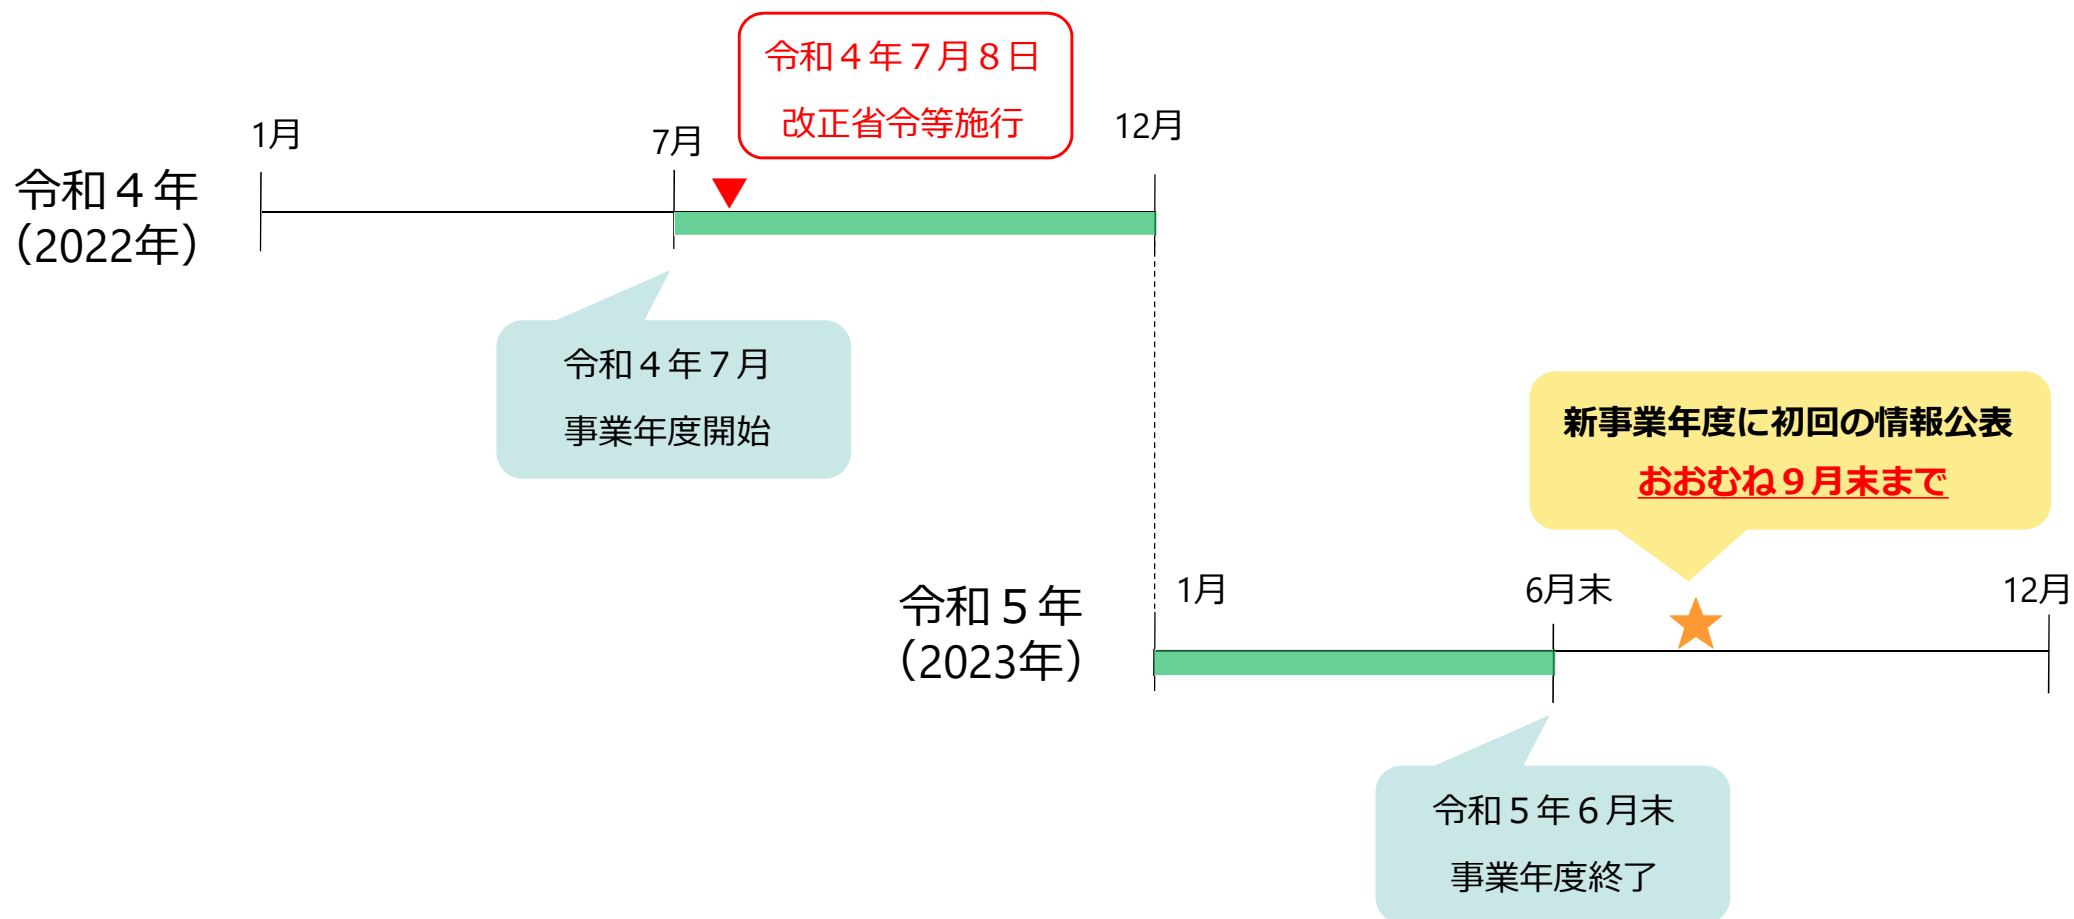 令和４年７月８日
改正省令等施行
1月
7月
12月
令和４年
（2022年）
令和４年７月
事業年度開始
新事業年度に初回の情報公表
おおむね９月末まで
令和５年
（2023年）
1月
6月末
12月
令和５年６月末
事業年度終了